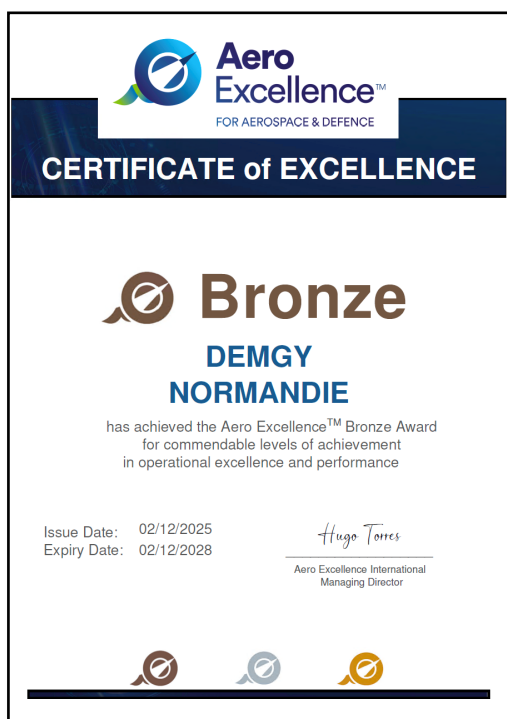 Aero
Excellence™
FOR AEROSPACE & DEFENCE
CERTIFICATE of EXCELLENCE
Bronze
DEMGY
NORMANDIE
has achieved the Aero Excellence™ Bronze Award
for commendable levels of achievement
in operational excellence and performance
Issue Date: 02/12/2025
Expiry Date: 02/12/2028
Hugo Torres
Aero Excellence International
Managing Director